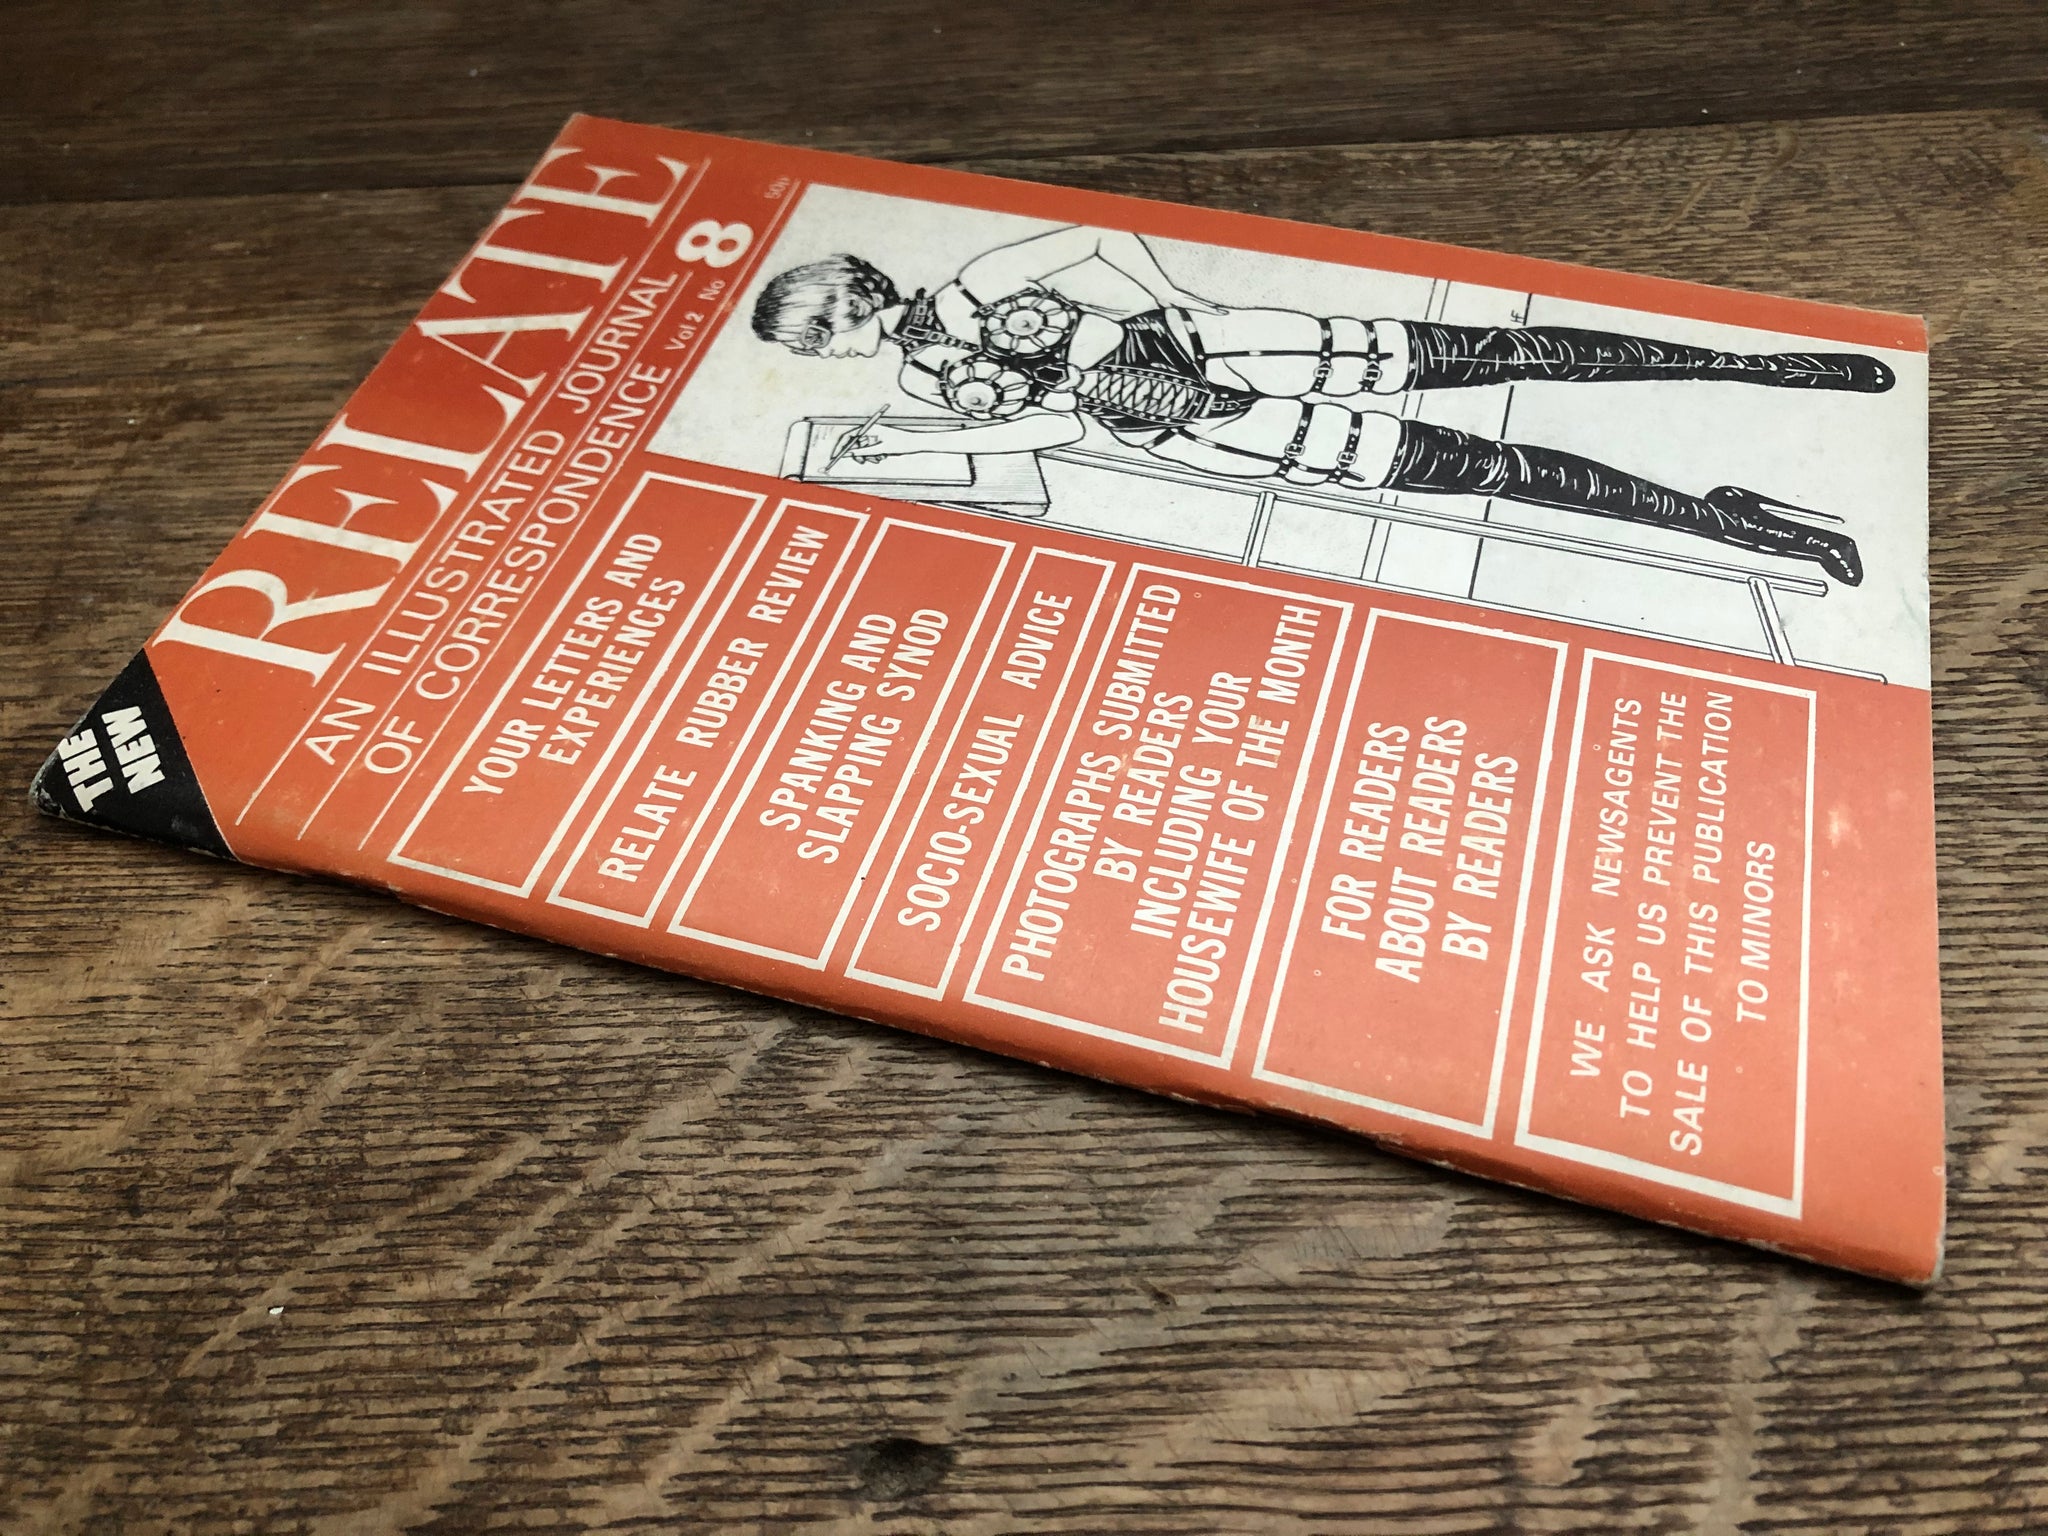 THE
NEW
RELATE
AN ILLUSTRATED JOURNAL
OF CORRESPONDENCE Vol 2 No 8
50p
HF
YOUR LETTERS AND
EXPERIENCES
RELATE RUBBER REVIEW
SPANKING AND
SLAPPING SYNOD
SOCIO-SEXUAL ADVICE
PHOTOGRAPHS SUBMITTED
BY READERS
INCLUDING YOUR
HOUSEWIFE OF THE MONTH
FOR READERS
ABOUT READERS
BY READERS
WE ASK NEWSAGENTS
TO HELP US PREVENT THE
SALE OF THIS PUBLICATION
TO MINORS